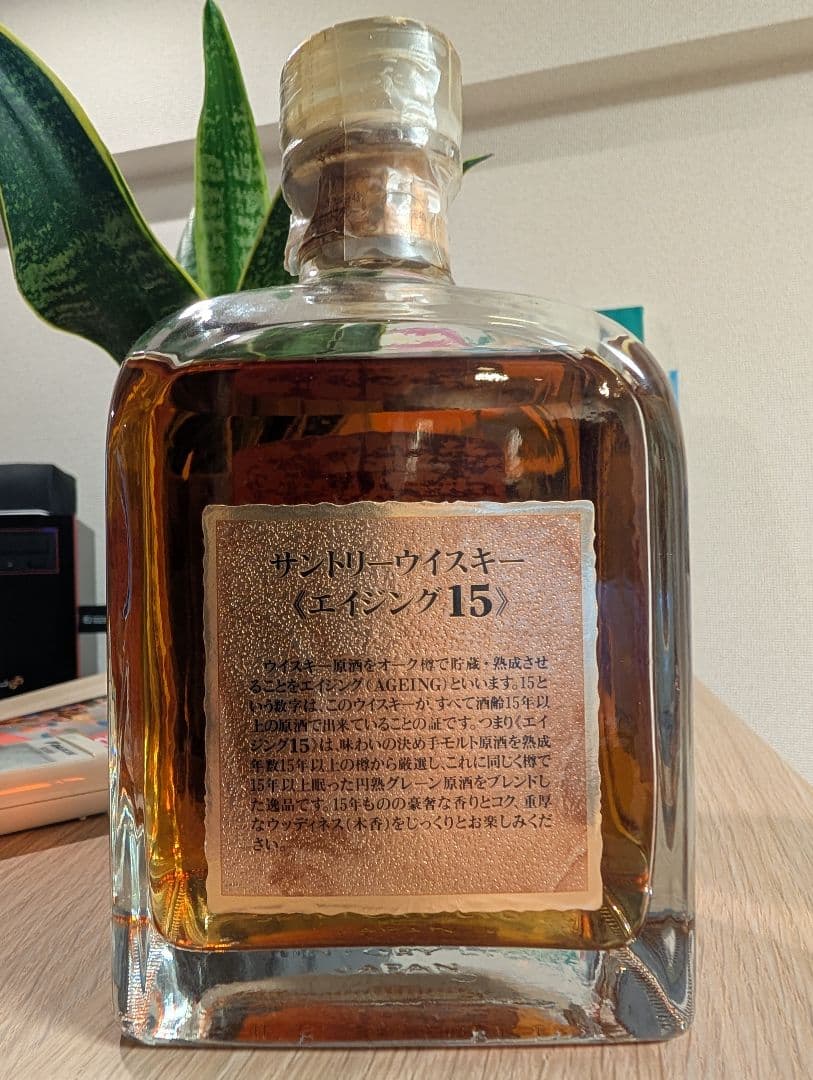 サントリーウイスキー
《エイジング15》
ウイスキー原酒をオーク樽で貯蔵・熟成させ
ることをエイジング(AGEING)といいます。15と
いう数字は、このウイスキーが、すべて酒齢15年以
上の原酒で出来ていることの証です。つまり《エイ
ジング15》は、味わいの決め手モルト原酒を熟成
年数15年以上の樽から厳選し、これに同じく樽で
15年以上眠った円熟グレーン原酒をブレンドし
た逸品です。15年ものの豪奢な香りとコク、重厚
なウッディネス(木香)をじっくりとお楽しみくだ
さい。
JAPAN